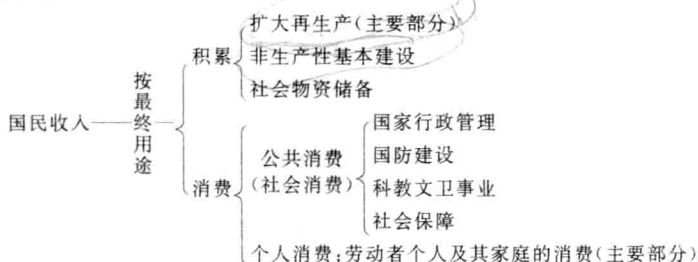 扩大再生产(主要部分)
积累
非生产性基本建设
社会物资储备
国民收入
按最终用途
国家行政管理
公共消费
(社会消费)
国防建设
消费
科教文卫事业
社会保障
个人消费:劳动者个人及其家庭的消费(主要部分)